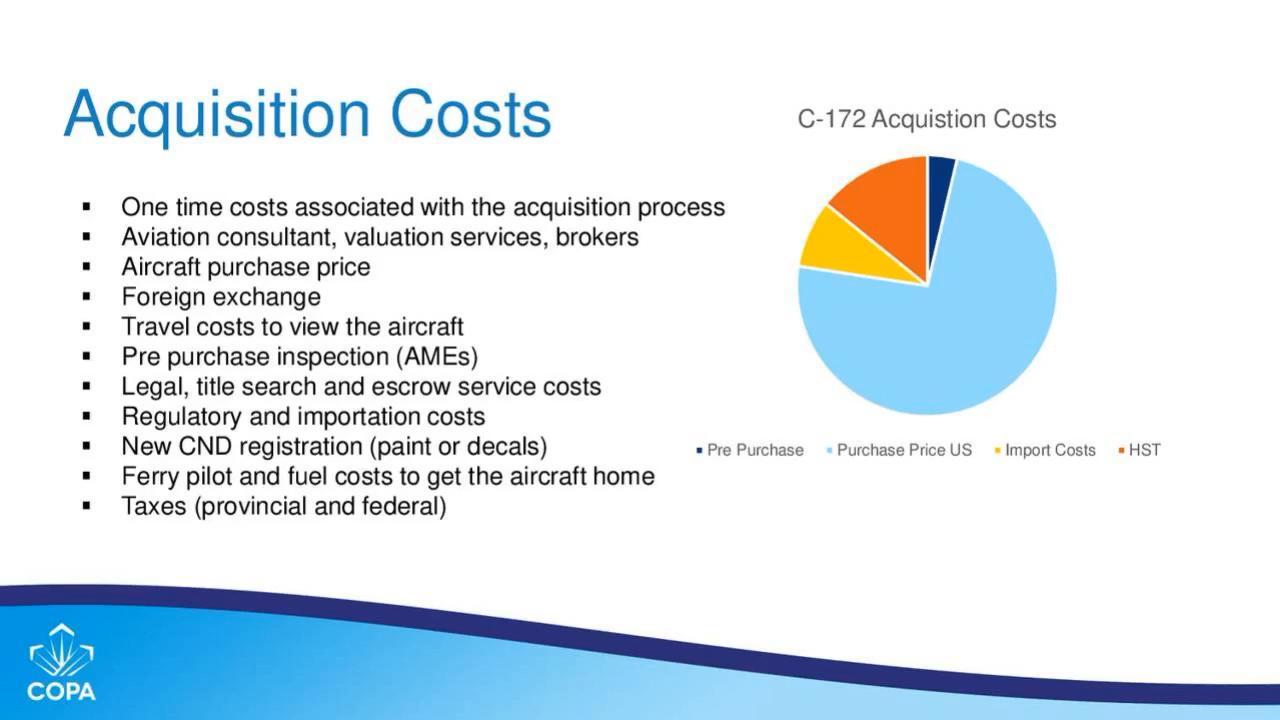 Acquisition Costs
▪ One time costs associated with the acquisition process
▪ Aviation consultant, valuation services, brokers
▪ Aircraft purchase price
▪ Foreign exchange
▪ Travel costs to view the aircraft
▪ Pre purchase inspection (AMEs)
▪ Legal, title search and escrow service costs
▪ Regulatory and importation costs
▪ New CND registration (paint or decals)
▪ Ferry pilot and fuel costs to get the aircraft home
▪ Taxes (provincial and federal)
C-172 Acquistion Costs
Pre Purchase Purchase Price US Import Costs HST
COPA